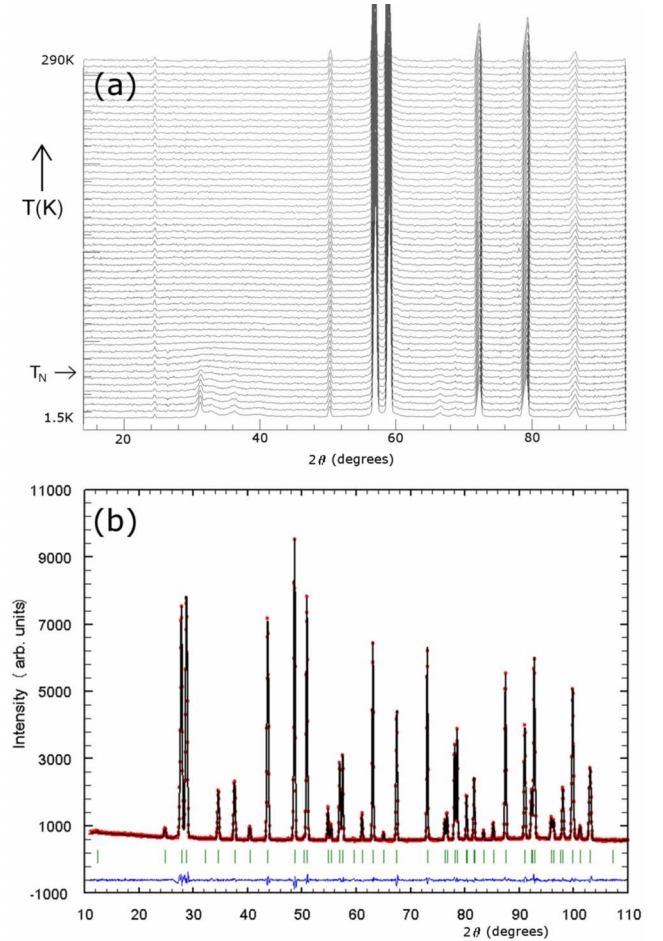 290K
(a)
T(K)
T_N →
1.5K
20 40 60 80
2θ (degrees)
(b)
11000
9000
7000
5000
3000
1000
-1000
Intensity (arb. units)
10 20 30 40 50 60 70 80 90 100 110
2θ (degrees)